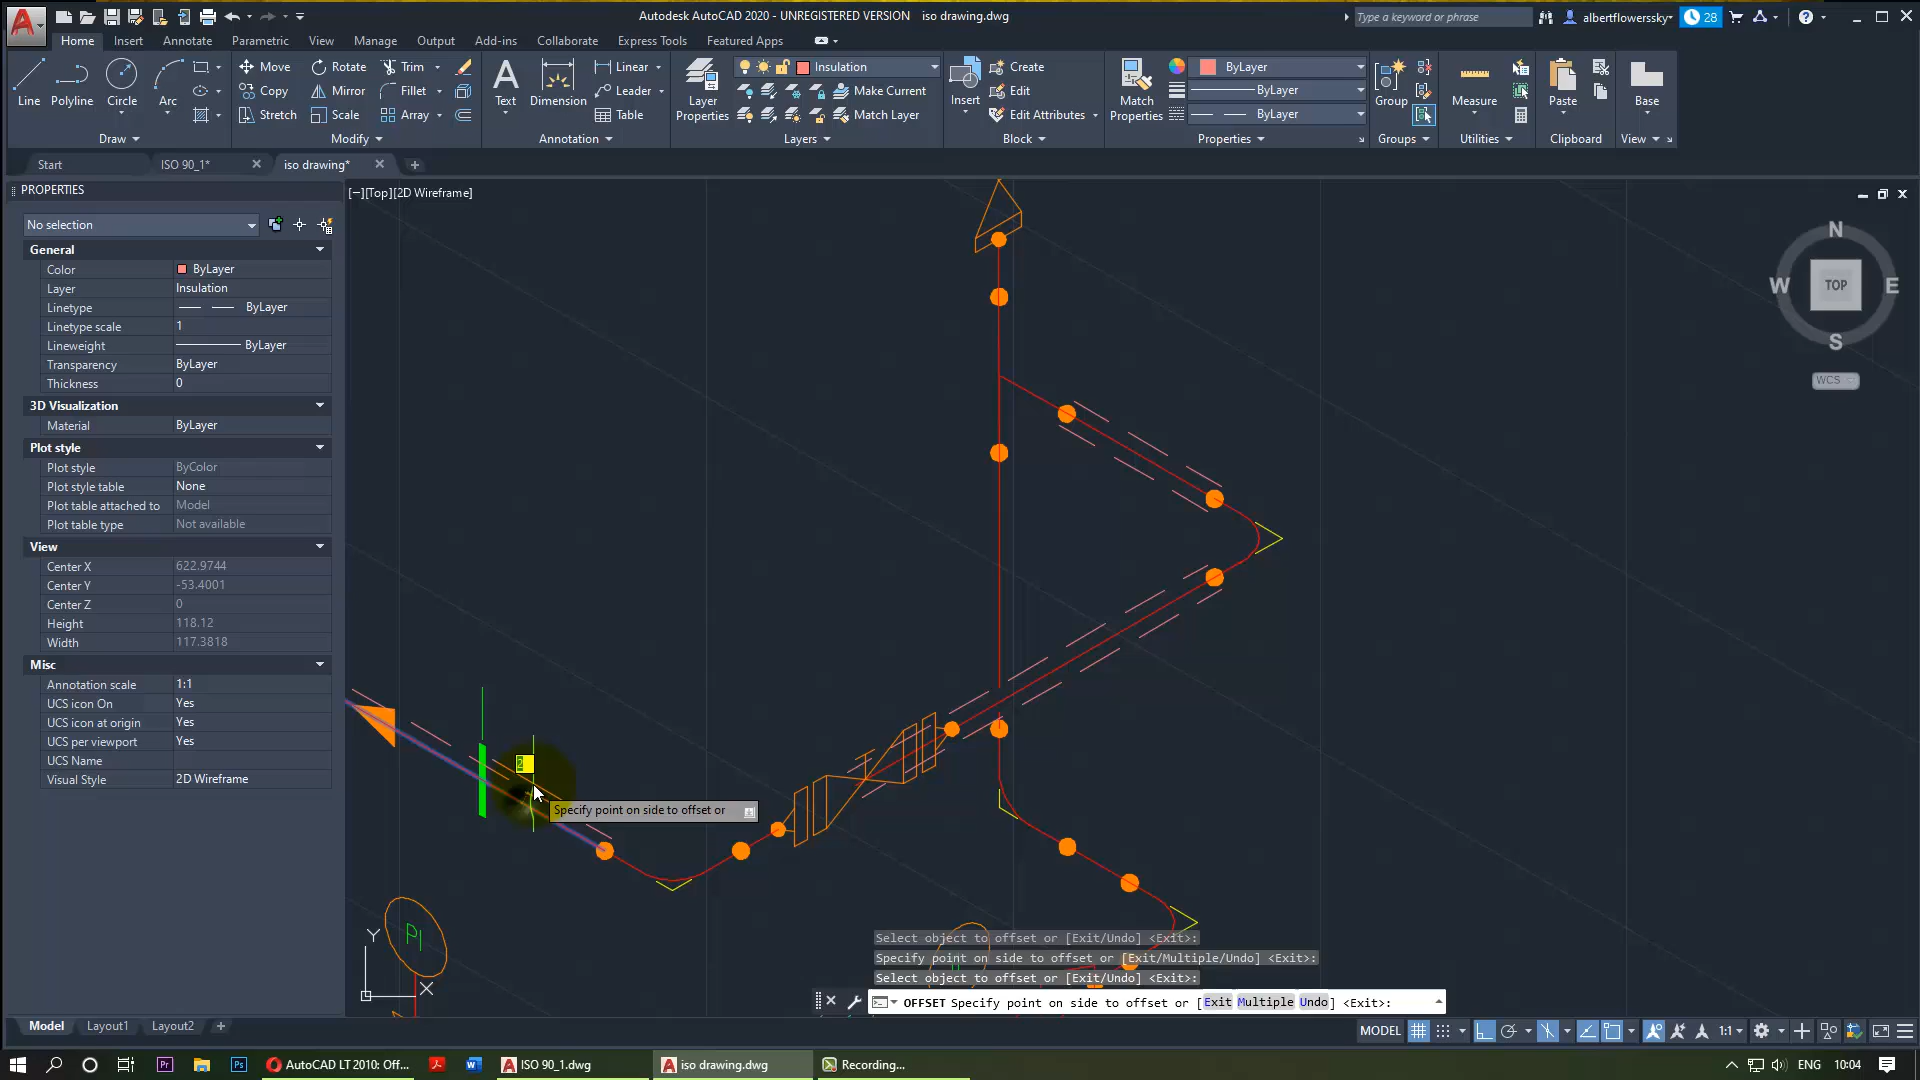 Autodesk AutoCAD 2020 - UNREGISTERED VERSION iso drawing.dwg
Type a keyword or phrase
albertflowerssky
28
Home Insert Annotate Parametric View Manage Output Add-ins Collaborate Express Tools Featured Apps
Line Polyline Circle Arc
Move Rotate Trim
Copy Mirror Fillet
Stretch Scale Array
Text Dimension
Linear
Leader
Table
Layer Properties
Insulation
Make Current
Match Layer
Insert
Create
Edit
Edit Attributes
Match Properties
ByLayer
ByLayer
ByLayer
Group
Measure
Paste
Base
Draw Modify Annotation Layers Block Properties Groups Utilities Clipboard View
Start ISO 90_1* iso drawing*
PROPERTIES
[−][Top][2D Wireframe]
No selection
General
Color ByLayer
Layer Insulation
Linetype ByLayer
Linetype scale 1
Lineweight ByLayer
Transparency ByLayer
Thickness 0
3D Visualization
Material ByLayer
Plot style
Plot style ByColor
Plot style table None
Plot table attached to Model
Plot table type Not available
View
Center X 622.9744
Center Y -53.4001
Center Z 0
Height 118.12
Width 117.3818
Misc
Annotation scale 1:1
UCS icon On Yes
UCS icon at origin Yes
UCS per viewport Yes
UCS Name
Visual Style 2D Wireframe
N
W TOP E
S
WCS
2
Specify point on side to offset or
PI
Y
X
Select object to offset or [Exit/Undo] <Exit>:
Specify point on side to offset or [Exit/Multiple/Undo] <Exit>:
Select object to offset or [Exit/Undo] <Exit>:
OFFSET Specify point on side to offset or [Exit Multiple Undo] <Exit>:
Model Layout1 Layout2
MODEL 1:1
AutoCAD LT 2010: Off... ISO 90_1.dwg iso drawing.dwg Recording...
ENG 10:04